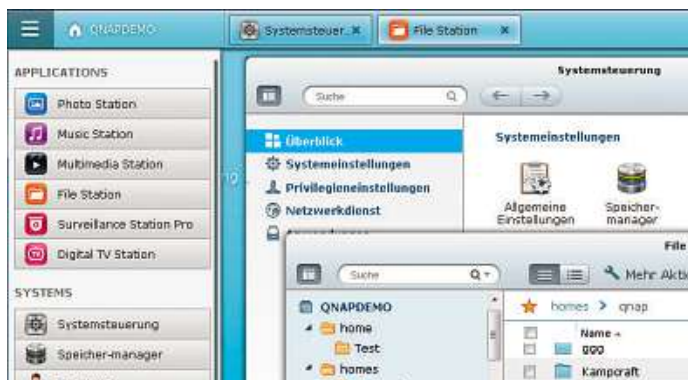 QNAPDEMO
Systemsteuer.. x
File Station x
APPLICATIONS
Photo Station
Music Station
Multimedia Station
File Station
Surveillance Station Pro
Digital TV Station
SYSTEMS
Systemsteuerung
Speicher-manager
Systemsteuerung
Suche
Überblick
Systemeinstellungen
Privilegieneinstellungen
Netzwerkdienst
Systemeinstellungen
Allgemeine
Einstellungen
Speicher-
manager
File
Suche
Mehr Akti
QNAPDEMO
home
Test
homes
homes > qnap
Name
Kampcraft